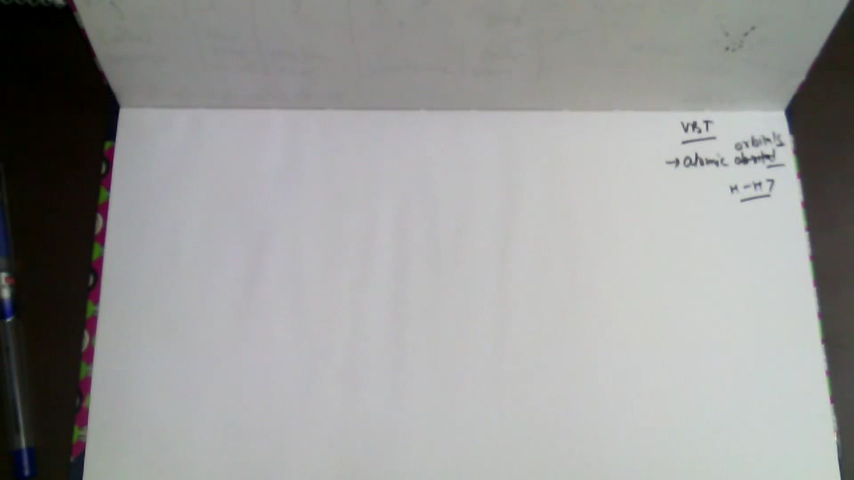 VBT
orbitals
→ atomic
H-H?